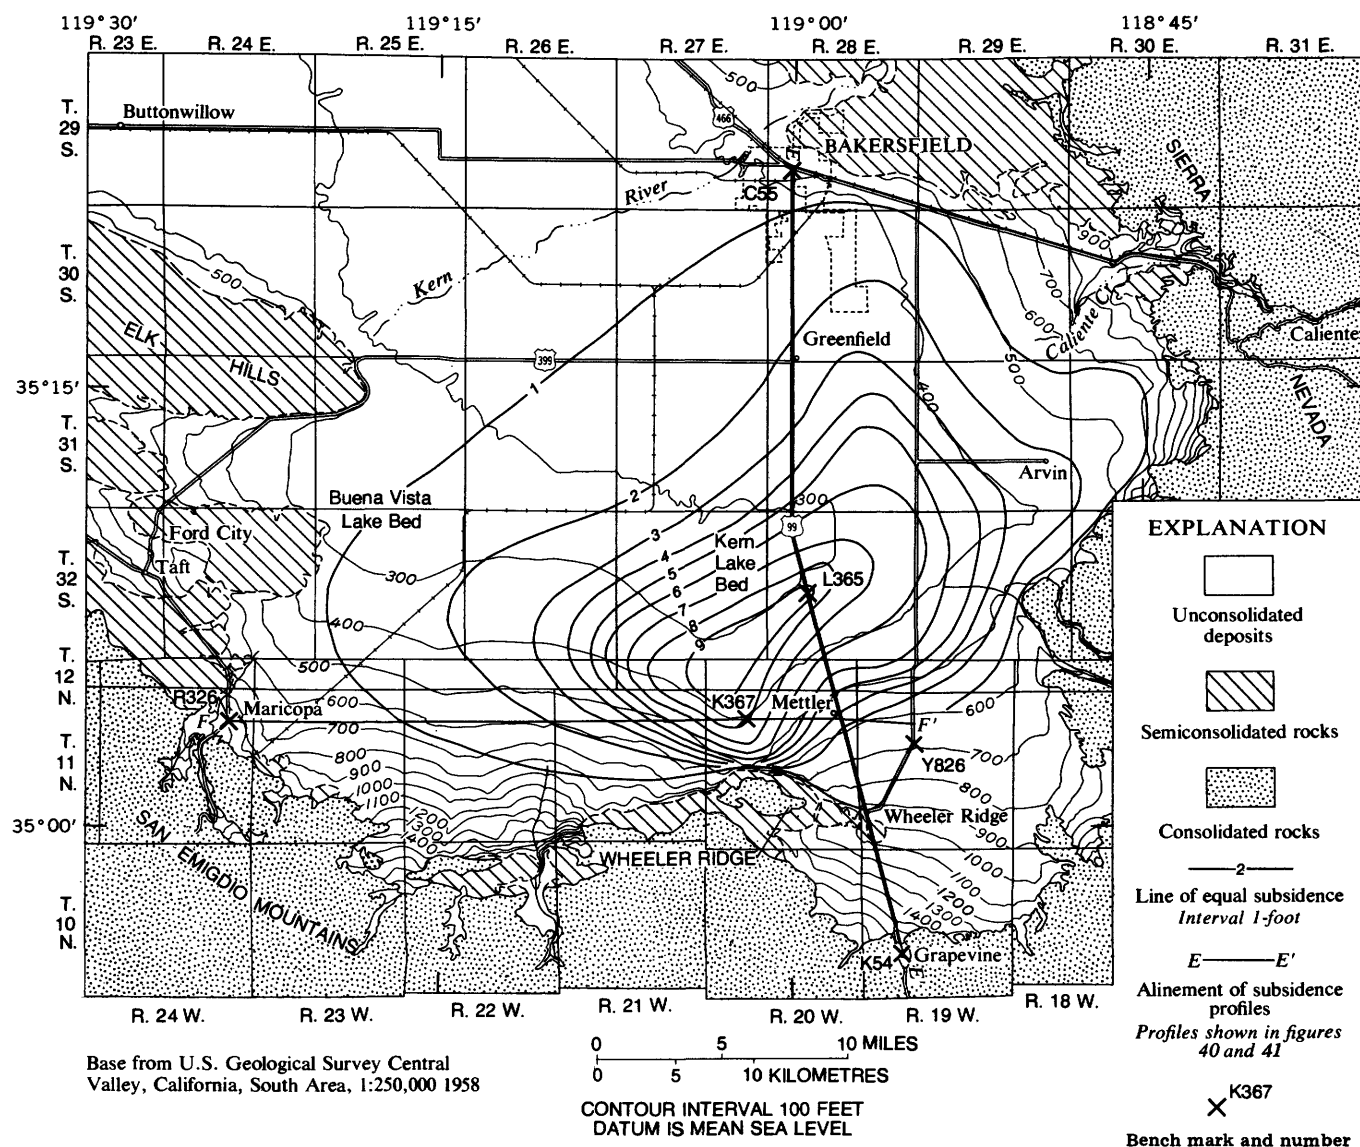 119°30′ 119°15′ 119°00′ 118°45′
R. 23 E. R. 24 E. R. 25 E. R. 26 E. R. 27 E. R. 28 E. R. 29 E. R. 30 E. R. 31 E.
T.
29
S.
Buttonwillow
466
500
BAKERSFIELD
E
C55
SIERRA
NEVADA
900
River
Kern
T.
30
S.
500
700
600
500
400
Caliente C
Caliente
ELK
HILLS
Greenfield
399
1
35°15′
T.
31
S.
Arvin
2
3
4
5
6
7
8
9
300
99
Buena Vista
Lake Bed
Kern
Lake
Bed
L365
Ford City
Taft
T.
32
S.
300
400
500
600
700
800
900
1000
1100
1200
1300
1400
T.
12
N.
R326
F
Maricopa
K367
Mettler
600
F'
700
Y826
T.
11
N.
800
Wheeler Ridge
900
1000
1100
1200
1300
1400
35°00′
WHEELER RIDGE
SAN EMIGDIO MOUNTAINS
T.
10
N.
K54
Grapevine
E
R. 24 W. R. 23 W. R. 22 W. R. 21 W. R. 20 W. R. 19 W. R. 18 W.
EXPLANATION
Unconsolidated
deposits
Semiconsolidated rocks
Consolidated rocks
2
Line of equal subsidence
Interval 1-foot
E E'
Alinement of subsidence
profiles
Profiles shown in figures
40 and 41
K367
Bench mark and number
Base from U.S. Geological Survey Central
Valley, California, South Area, 1:250,000 1958
0 5 10 MILES
0 5 10 KILOMETRES
CONTOUR INTERVAL 100 FEET
DATUM IS MEAN SEA LEVEL